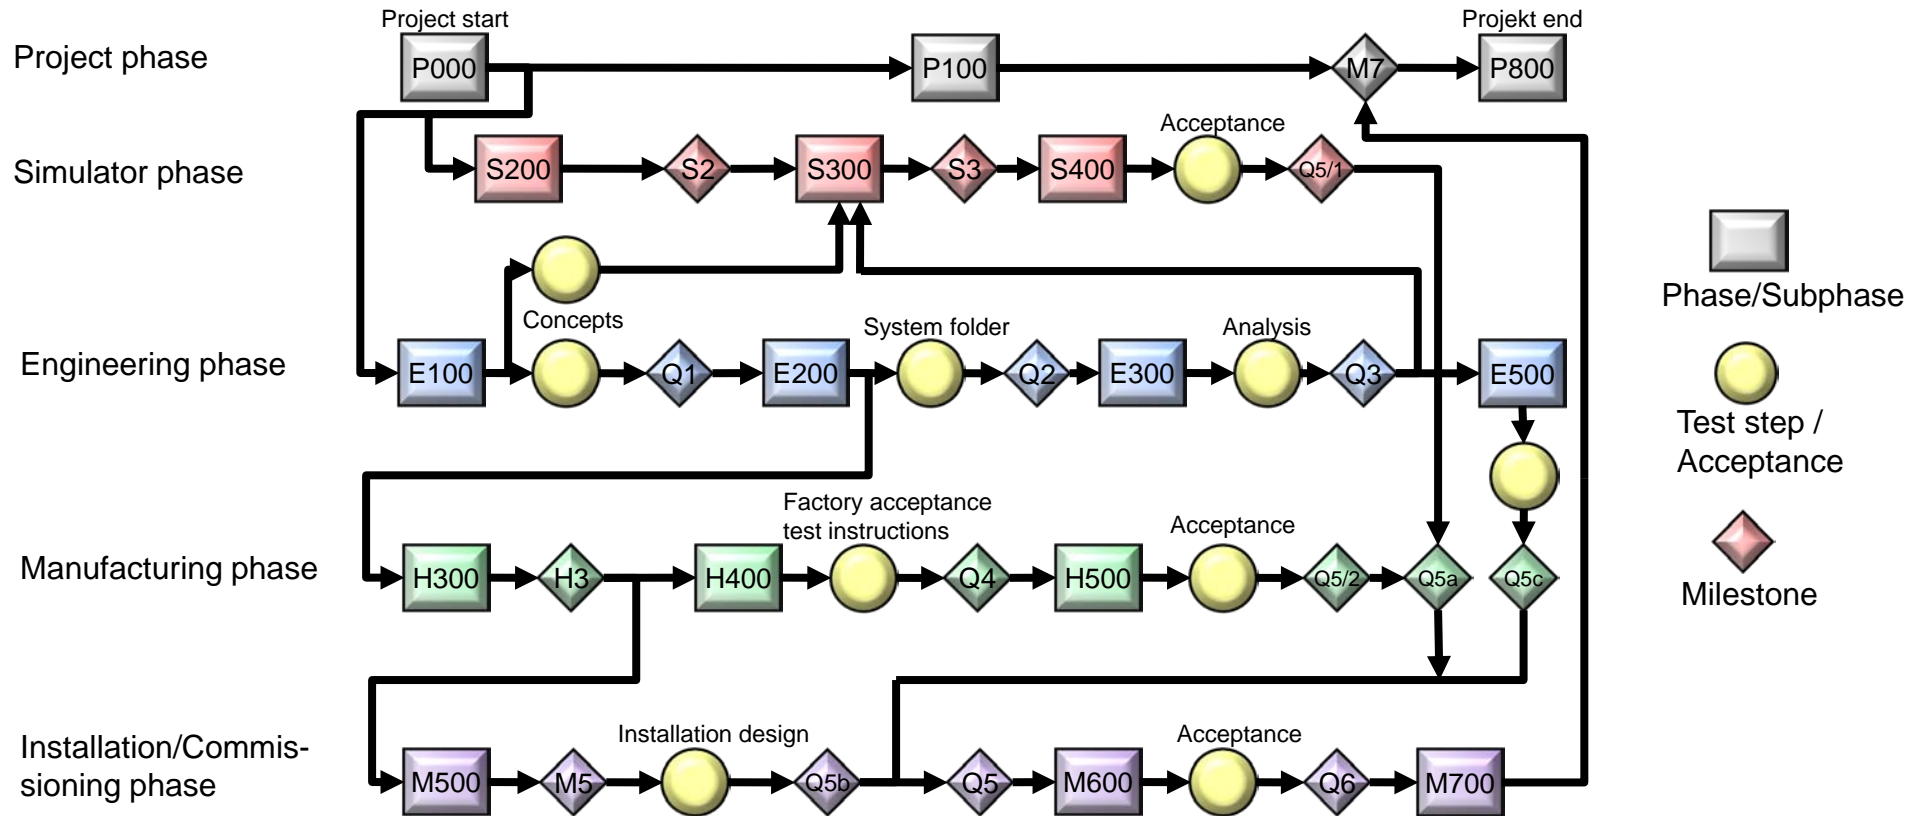 Project start
Projekt end
Project phase
P000
P100
M7
P800
Acceptance
Simulator phase
S200
S2
S300
S3
S400
Q5/1
Phase/Subphase
Concepts
System folder
Analysis
Engineering phase
E100
Q1
E200
Q2
E300
Q3
E500
Test step /
Acceptance
Factory acceptance
test instructions
Acceptance
Manufacturing phase
H300
H3
H400
Q4
H500
Q5/2
Q5a
Q5c
Milestone
Installation design
Acceptance
Installation/Commis-
sioning phase
M500
M5
Q5b
Q5
M600
Q6
M700